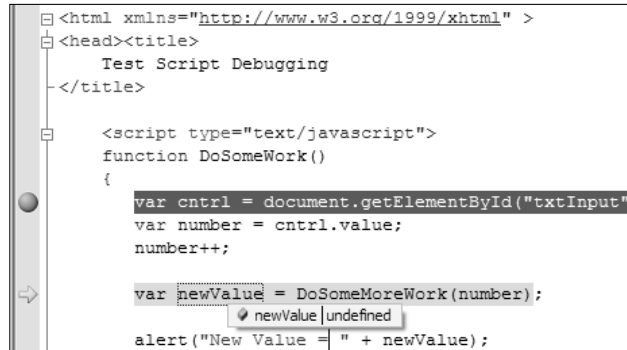 <html xmlns="http://www.w3.org/1999/xhtml" >
<head><title>
Test Script Debugging
</title>
<script type="text/javascript">
function DoSomeWork()
{
var cntrl = document.getElementById("txtInput"
var number = cntrl.value;
number++;
var newValue = DoSomeMoreWork(number);
newValue undefined
alert("New Value = " + newValue);